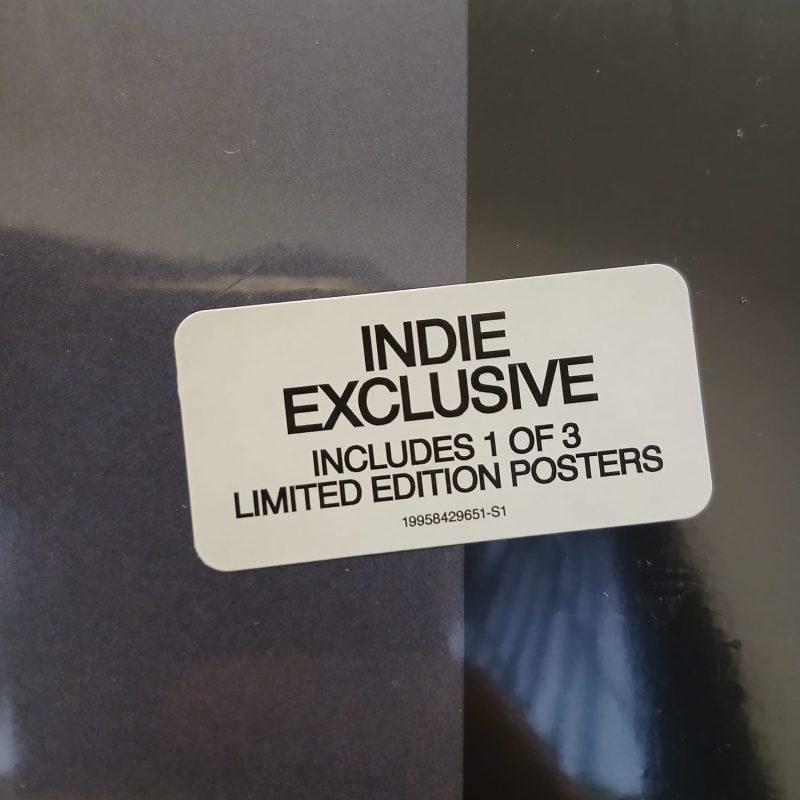 INDIE
EXCLUSIVE
INCLUDES 1 OF 3
LIMITED EDITION POSTERS
19958429651-S1